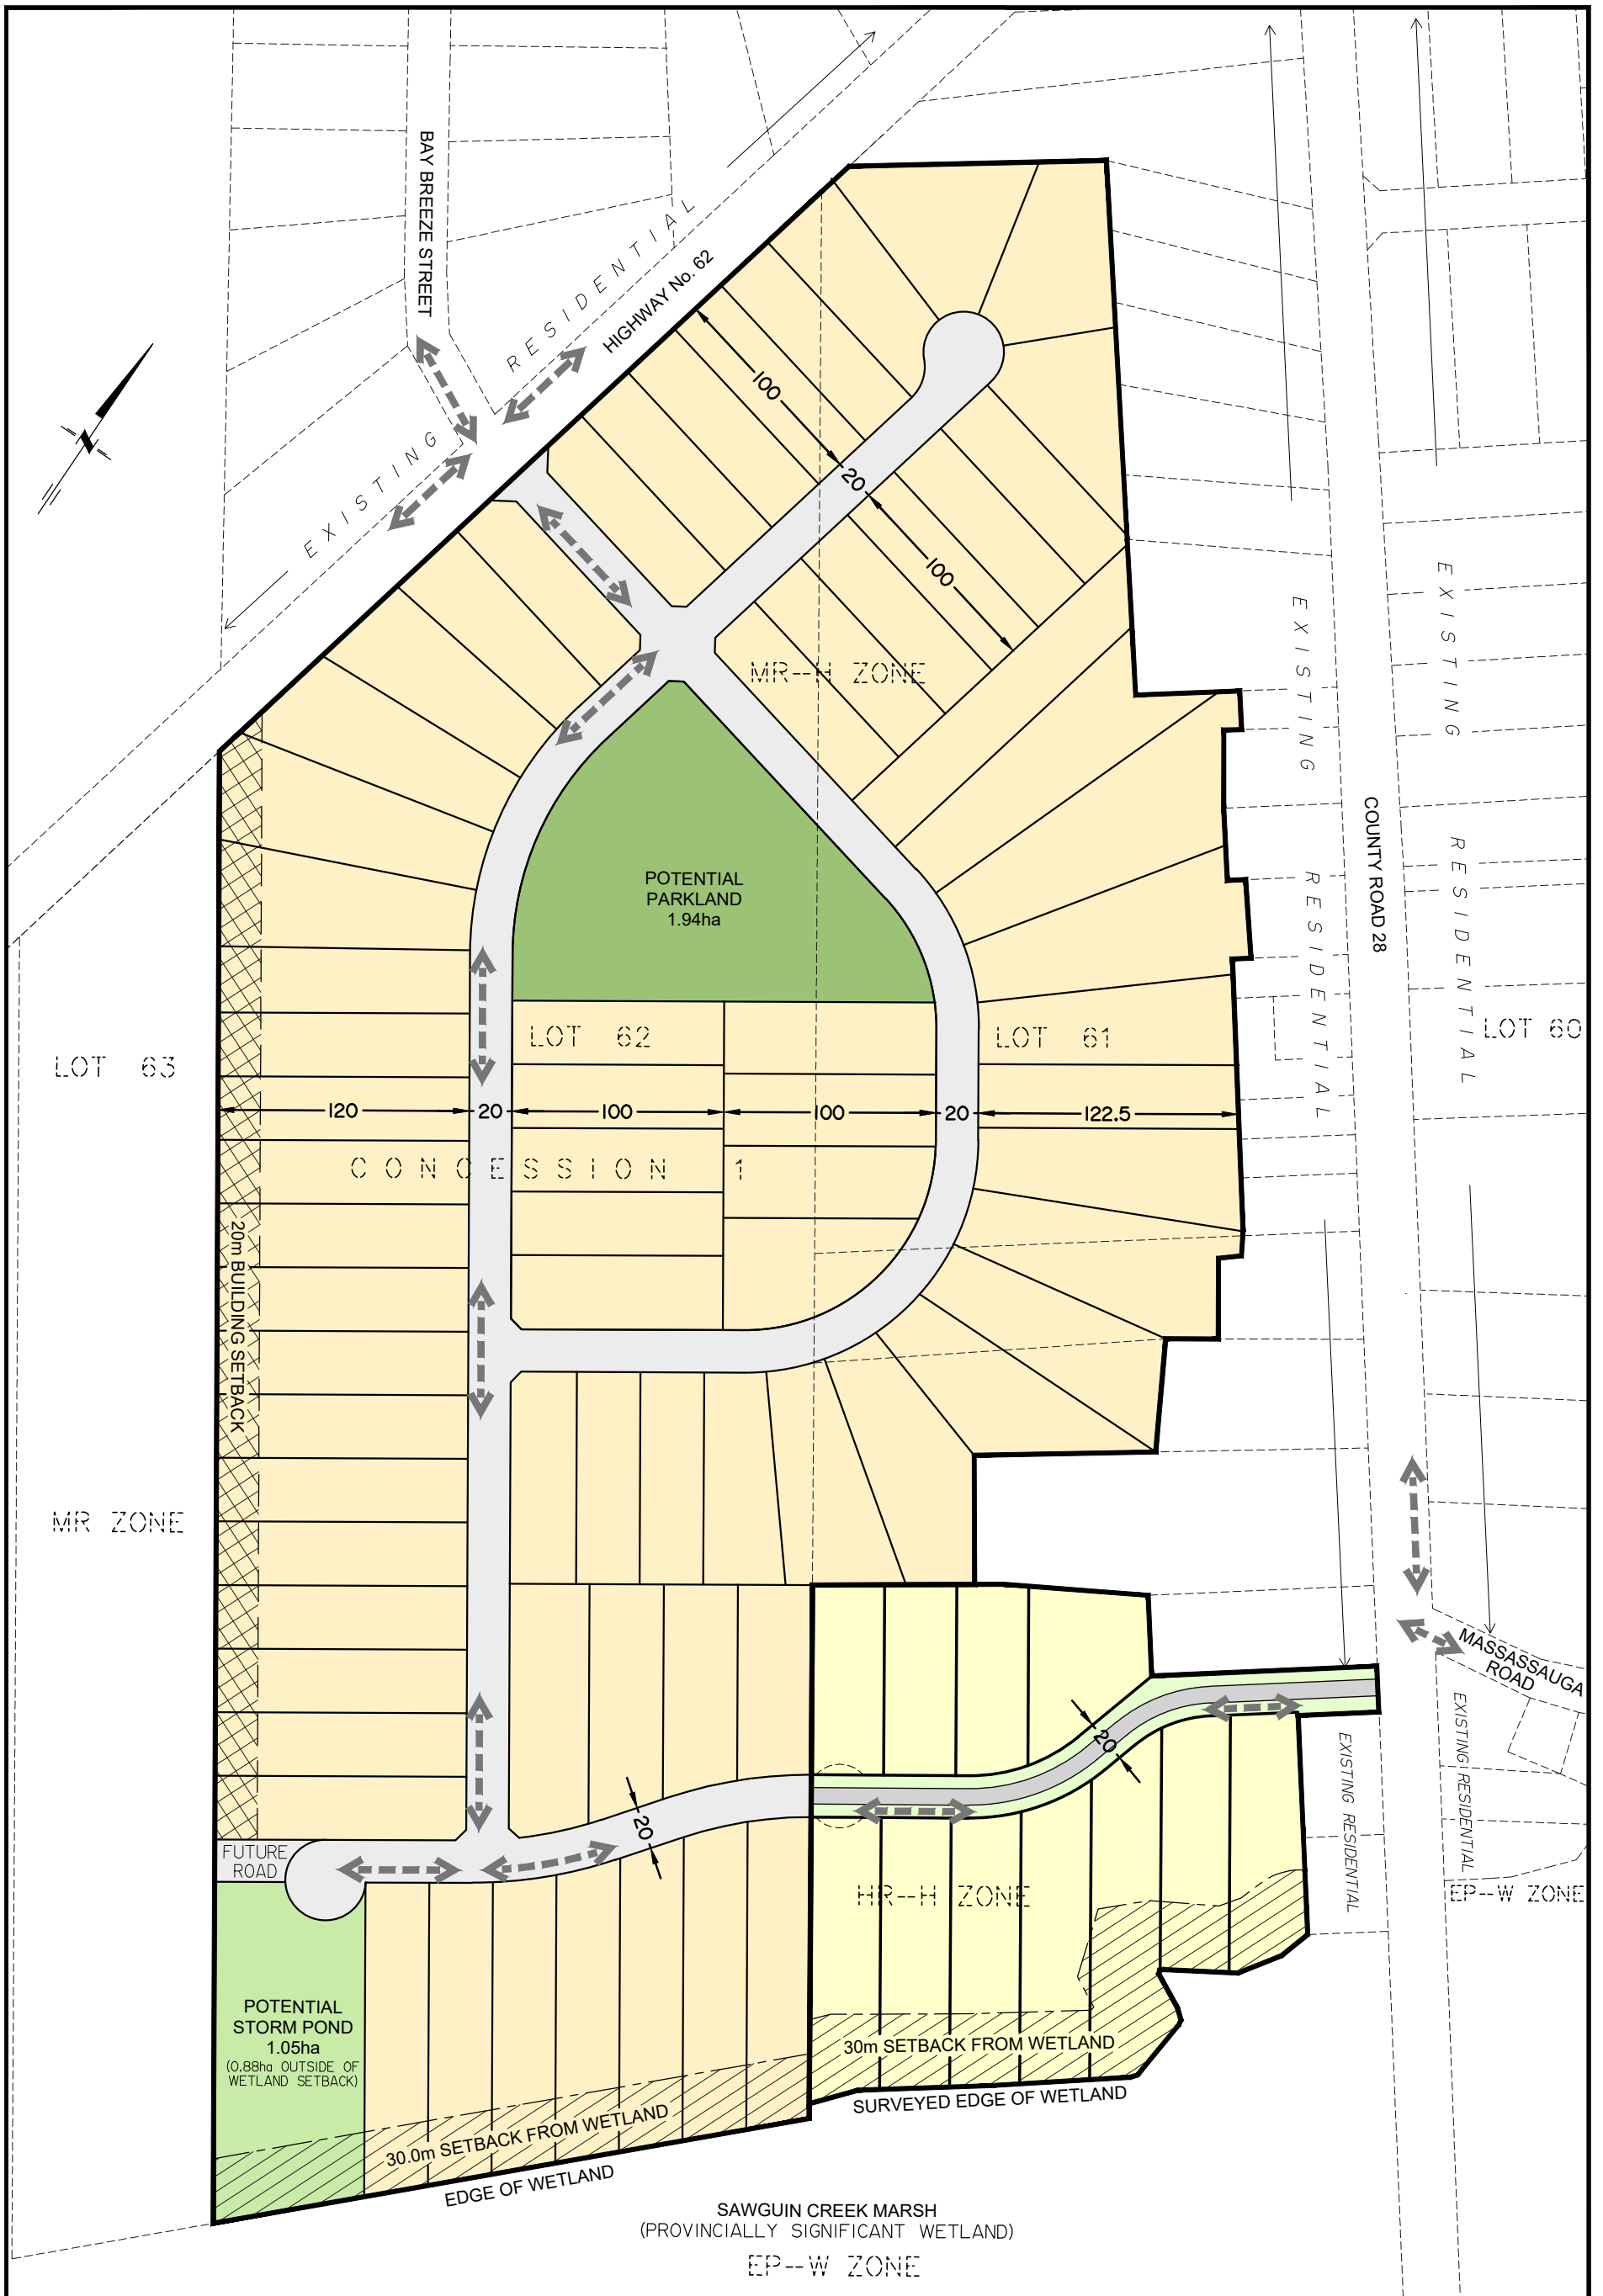 BAY BREEZE STREET
EXISTING RESIDENTIAL
HIGHWAY No. 62
N
100
20
100
MR--H ZONE
EXISTING RESIDENTIAL
COUNTY ROAD 28
EXISTING RESIDENTIAL
POTENTIAL
PARKLAND
1.94ha
LOT 63
LOT 62
LOT 61
LOT 60
120
20
100
100
20
122.5
CONCESSION 1
20m BUILDING SETBACK
MR ZONE
MASSASSAUGA
ROAD
20
20
EXISTING RESIDENTIAL
EXISTING RESIDENTIAL
FUTURE
ROAD
HR--H ZONE
EP--W ZONE
POTENTIAL
STORM POND
1.05ha
(0.88ha OUTSIDE OF
WETLAND SETBACK)
30m SETBACK FROM WETLAND
SURVEYED EDGE OF WETLAND
30.0m SETBACK FROM WETLAND
EDGE OF WETLAND
SAWGUIN CREEK MARSH
(PROVINCIALLY SIGNIFICANT WETLAND)
EP--W ZONE